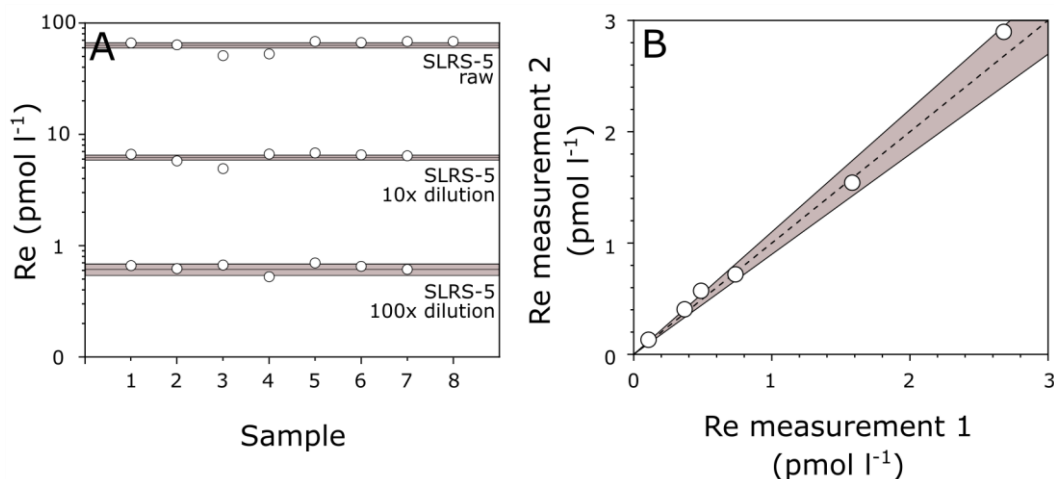 A
100
10
1
0
Re (pmol l⁻¹)
SLRS-5
raw
SLRS-5
10x dilution
SLRS-5
100x dilution
1 2 3 4 5 6 7 8
Sample
B
3
2
1
0
Re measurement 2
(pmol l⁻¹)
0 1 2 3
Re measurement 1
(pmol l⁻¹)